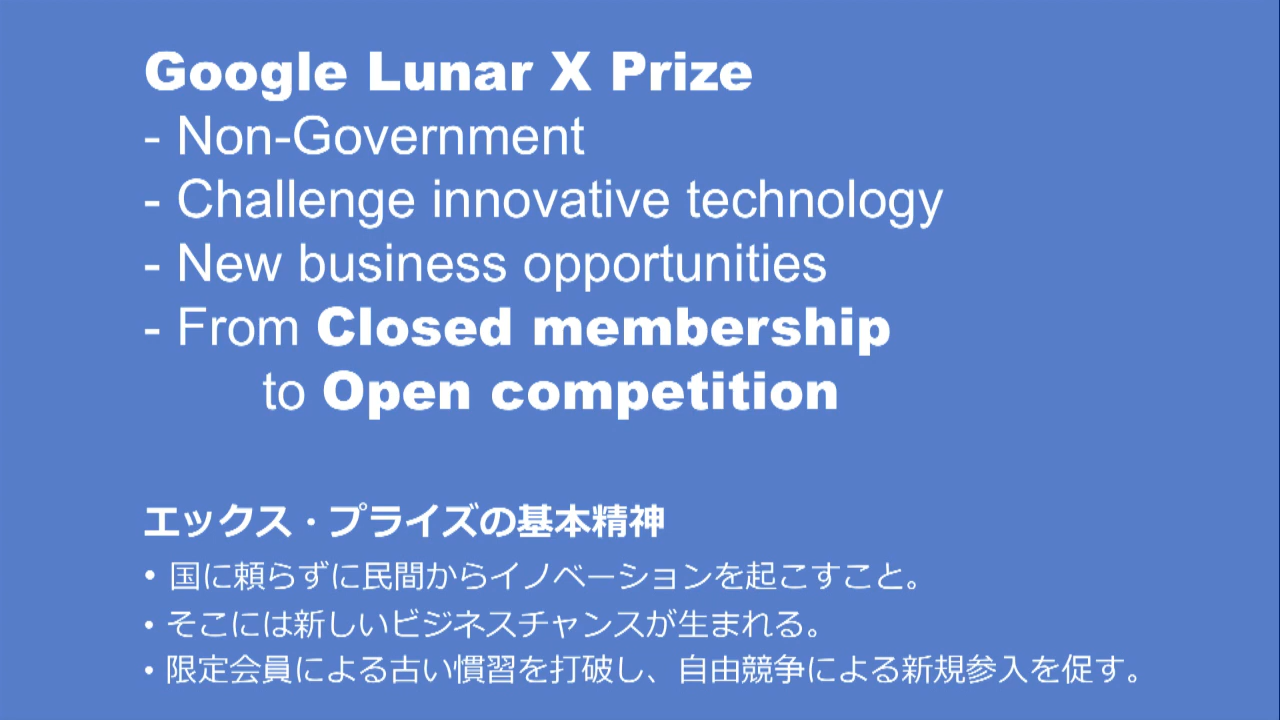 Google Lunar X Prize
- Non-Government
- Challenge innovative technology
- New business opportunities
- From Closed membership
to Open competition
エックス・プライズの基本精神
• 国に頼らずに民間からイノベーションを起こすこと。
• そこには新しいビジネスチャンスが生まれる。
• 限定会員による古い慣習を打破し、自由競争による新規参入を促す。